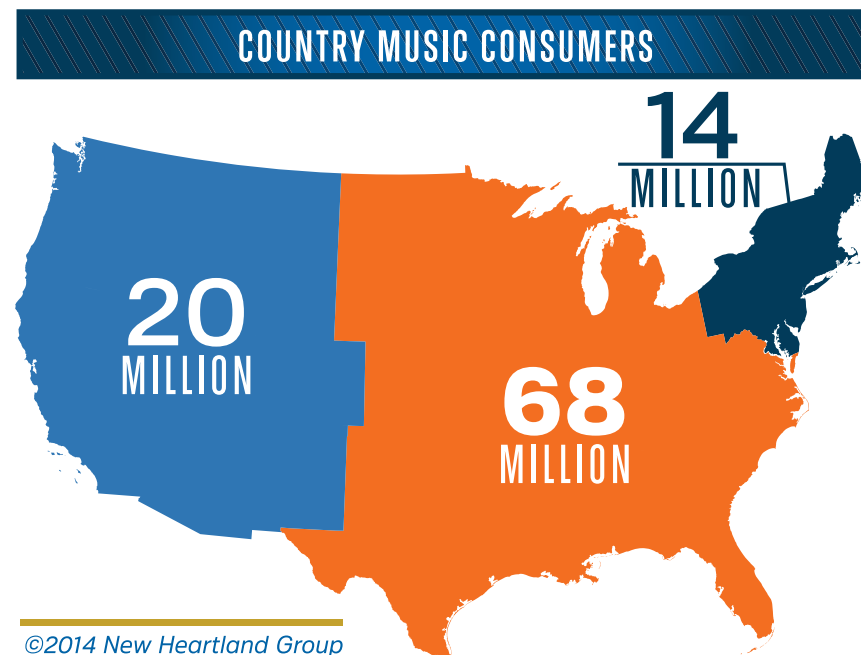 COUNTRY MUSIC CONSUMERS
14
MILLION
20
MILLION
68
MILLION
©2014 New Heartland Group